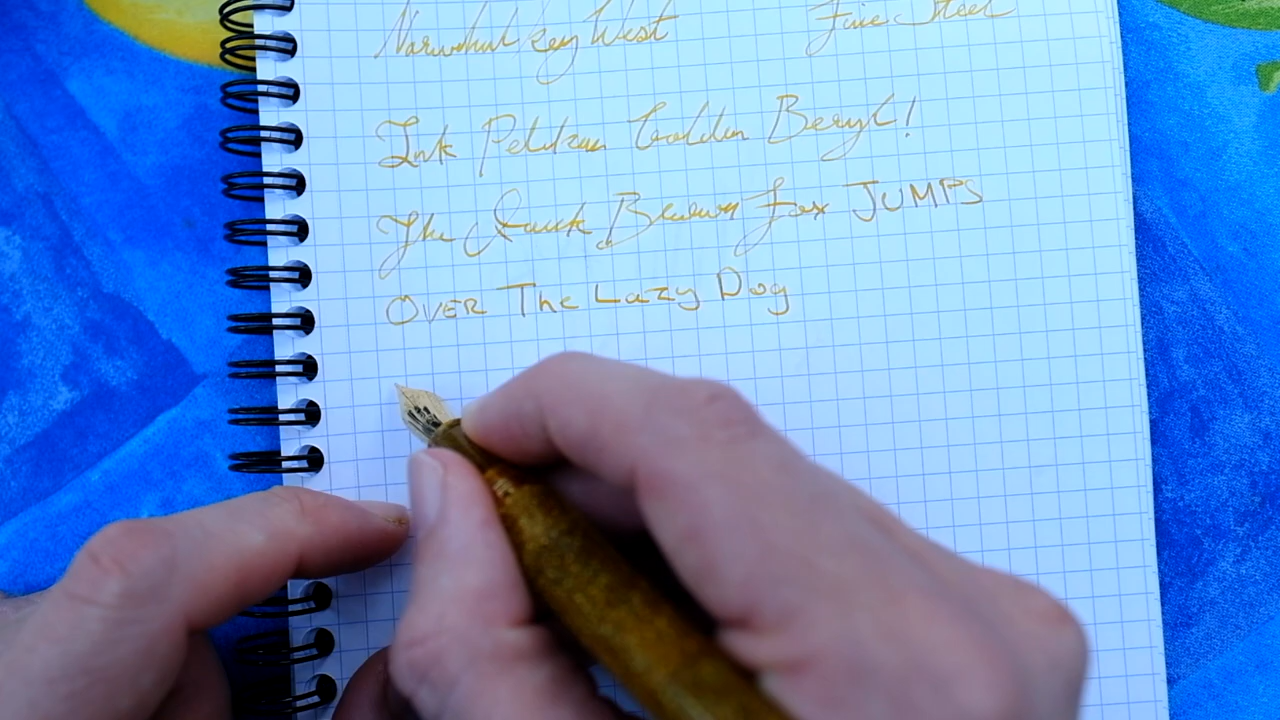 Narwhal Key West Fine Steel
Ink Pelikan Golden Beryl!
The Quick Brown Fox JUMPS
OVER The Lazy Dog